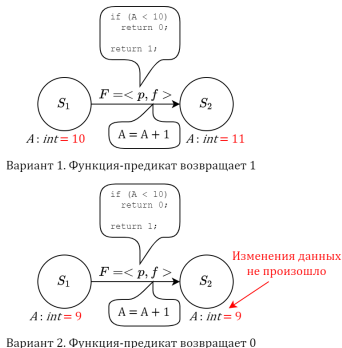 if (A < 10)
return 0;
return 1;
F =< p, f >
S1
S2
A = A + 1
A : int = 10
A : int = 11
Вариант 1. Функция-предикат возвращает 1
if (A < 10)
return 0;
return 1;
Изменения данных
не произошло
F =< p, f >
S1
S2
A = A + 1
A : int = 9
A : int = 9
Вариант 2. Функция-предикат возвращает 0